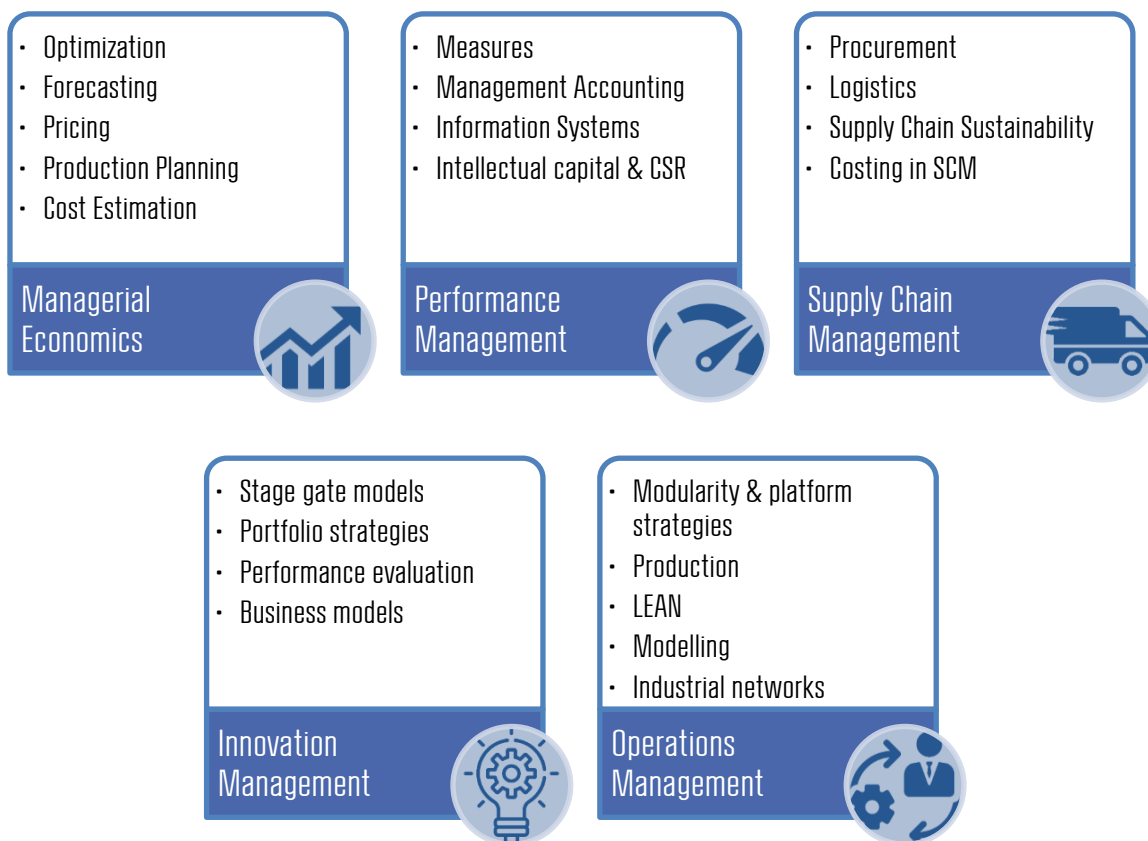 · Optimization
· Forecasting
· Pricing
· Production Planning
· Cost Estimation
Managerial
Economics
· Measures
· Management Accounting
· Information Systems
· Intellectual capital & CSR
Performance
Management
· Procurement
· Logistics
· Supply Chain Sustainability
· Costing in SCM
Supply Chain
Management
· Stage gate models
· Portfolio strategies
· Performance evaluation
· Business models
Innovation
Management
· Modularity & platform
strategies
· Production
· LEAN
· Modelling
· Industrial networks
Operations
Management